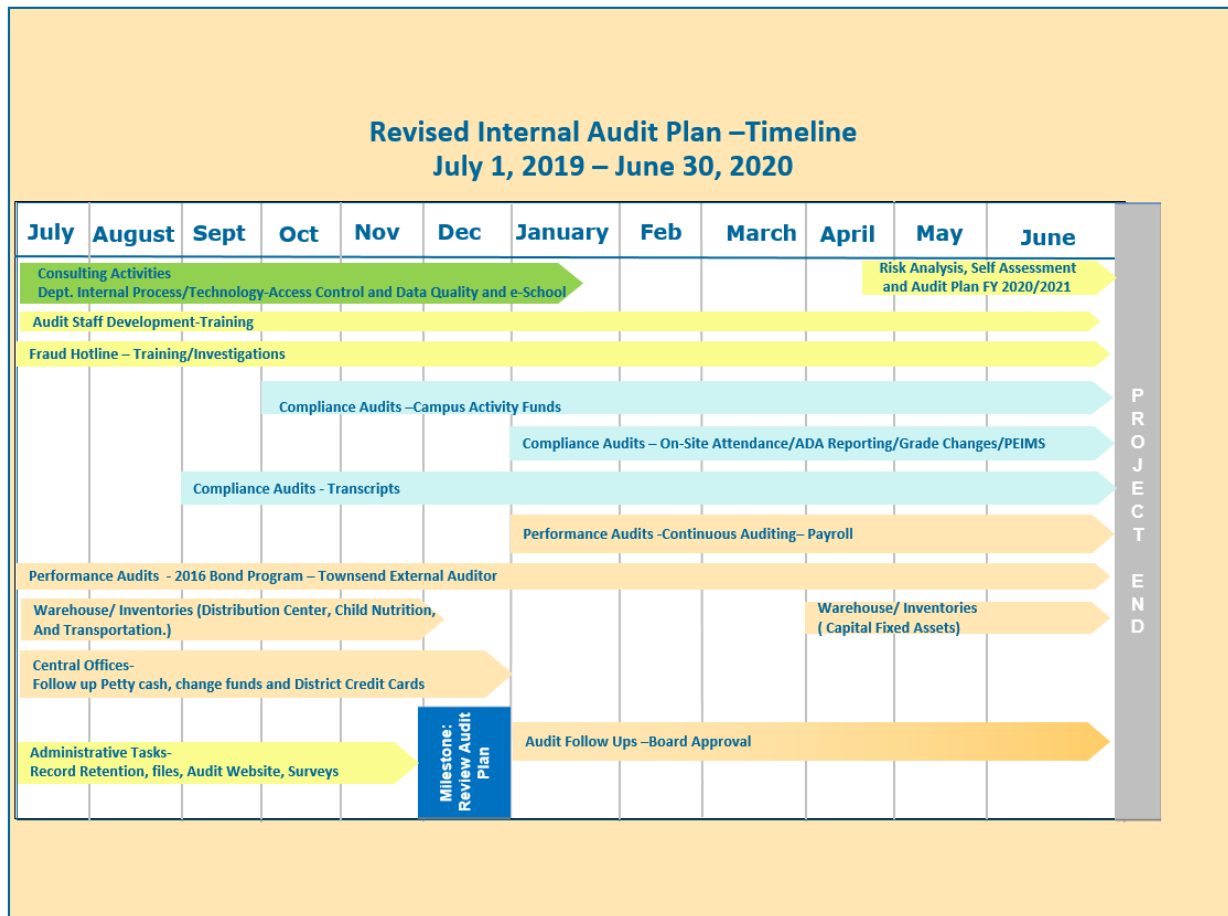 Revised Internal Audit Plan –Timeline
July 1, 2019 – June 30, 2020
July August Sept Oct Nov Dec January Feb March April May June
Consulting Activities
Dept. Internal Process/Technology-Access Control and Data Quality and e-School
Risk Analysis, Self Assessment
and Audit Plan FY 2020/2021
Audit Staff Development-Training
Fraud Hotline – Training/Investigations
Compliance Audits –Campus Activity Funds
Compliance Audits – On-Site Attendance/ADA Reporting/Grade Changes/PEIMS
Compliance Audits - Transcripts
Performance Audits -Continuous Auditing– Payroll
Performance Audits - 2016 Bond Program – Townsend External Auditor
Warehouse/ Inventories (Distribution Center, Child Nutrition,
And Transportation.)
Warehouse/ Inventories
( Capital Fixed Assets)
Central Offices-
Follow up Petty cash, change funds and District Credit Cards
Milestone:
Review Audit
Plan
Audit Follow Ups –Board Approval
Administrative Tasks-
Record Retention, files, Audit Website, Surveys
PROJECT END